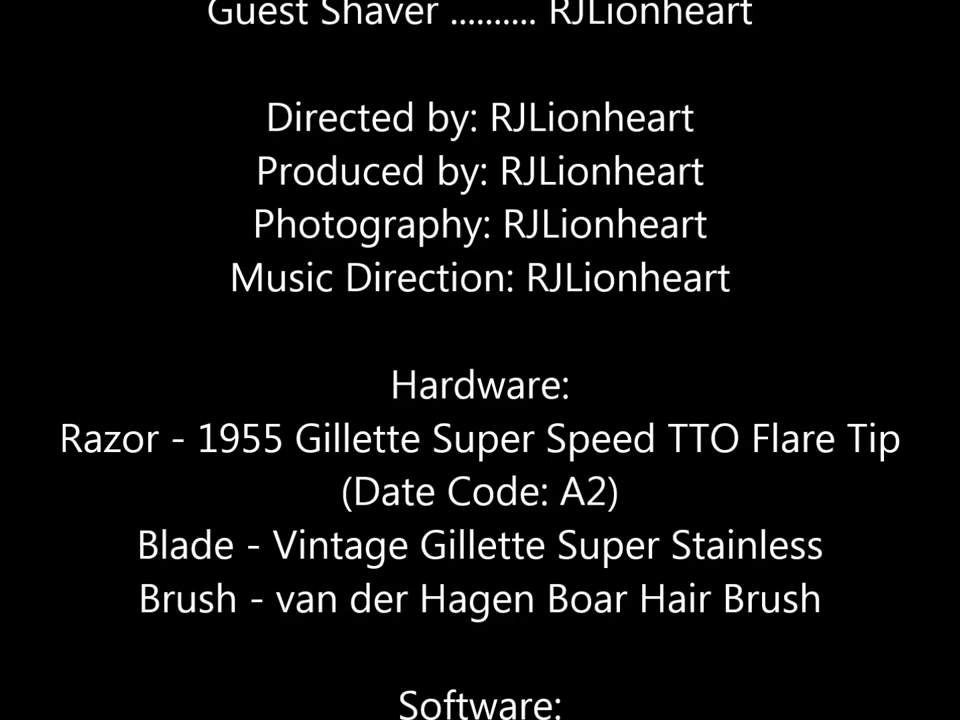 Guest Shaver .......... RJLionheart
Directed by: RJLionheart
Produced by: RJLionheart
Photography: RJLionheart
Music Direction: RJLionheart
Hardware:
Razor - 1955 Gillette Super Speed TTO Flare Tip
(Date Code: A2)
Blade - Vintage Gillette Super Stainless
Brush - van der Hagen Boar Hair Brush
Software: